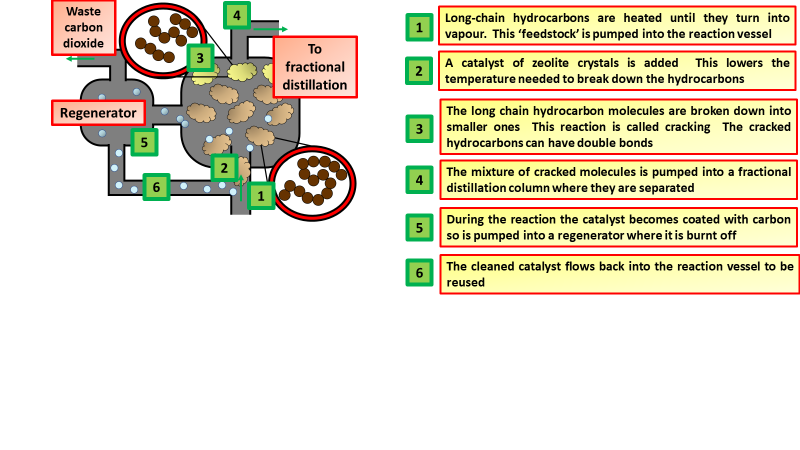 Waste
carbon
dioxide
4
3
To
fractional
distillation
Regenerator
5
2
6
1
1
Long-chain hydrocarbons are heated until they turn into
vapour. This ‘feedstock’ is pumped into the reaction vessel
2
A catalyst of zeolite crystals is added This lowers the
temperature needed to break down the hydrocarbons
3
The long chain hydrocarbon molecules are broken down into
smaller ones This reaction is called cracking The cracked
hydrocarbons can have double bonds
4
The mixture of cracked molecules is pumped into a fractional
distillation column where they are separated
5
During the reaction the catalyst becomes coated with carbon
so is pumped into a regenerator where it is burnt off
6
The cleaned catalyst flows back into the reaction vessel to be
reused